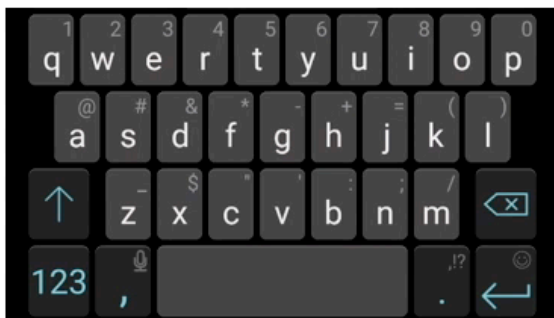 1 2 3 4 5 6 7 8 9 0
q w e r t y u i o p
@ # & * - + = ( )
a s d f g h j k l
_ $ " ' : ; /
z x c v b n m
,!?
123 , .